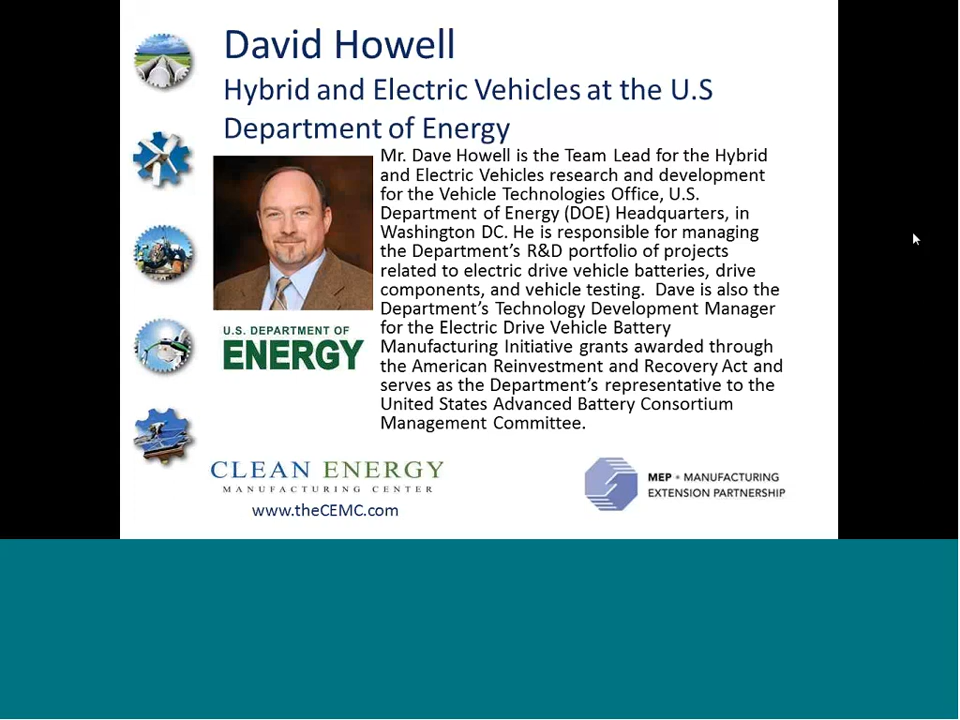 David Howell
Hybrid and Electric Vehicles at the U.S
Department of Energy
Mr. Dave Howell is the Team Lead for the Hybrid
and Electric Vehicles research and development
for the Vehicle Technologies Office, U.S.
Department of Energy (DOE) Headquarters, in
Washington DC. He is responsible for managing
the Department's R&D portfolio of projects
related to electric drive vehicle batteries, drive
components, and vehicle testing.  Dave is also the
Department's Technology Development Manager
for the Electric Drive Vehicle Battery
Manufacturing Initiative grants awarded through
the American Reinvestment and Recovery Act and
serves as the Department's representative to the
United States Advanced Battery Consortium
Management Committee.
U.S. DEPARTMENT OF
ENERGY
CLEAN ENERGY
MANUFACTURING CENTER
www.theCEMC.com
MEP • MANUFACTURING
EXTENSION PARTNERSHIP